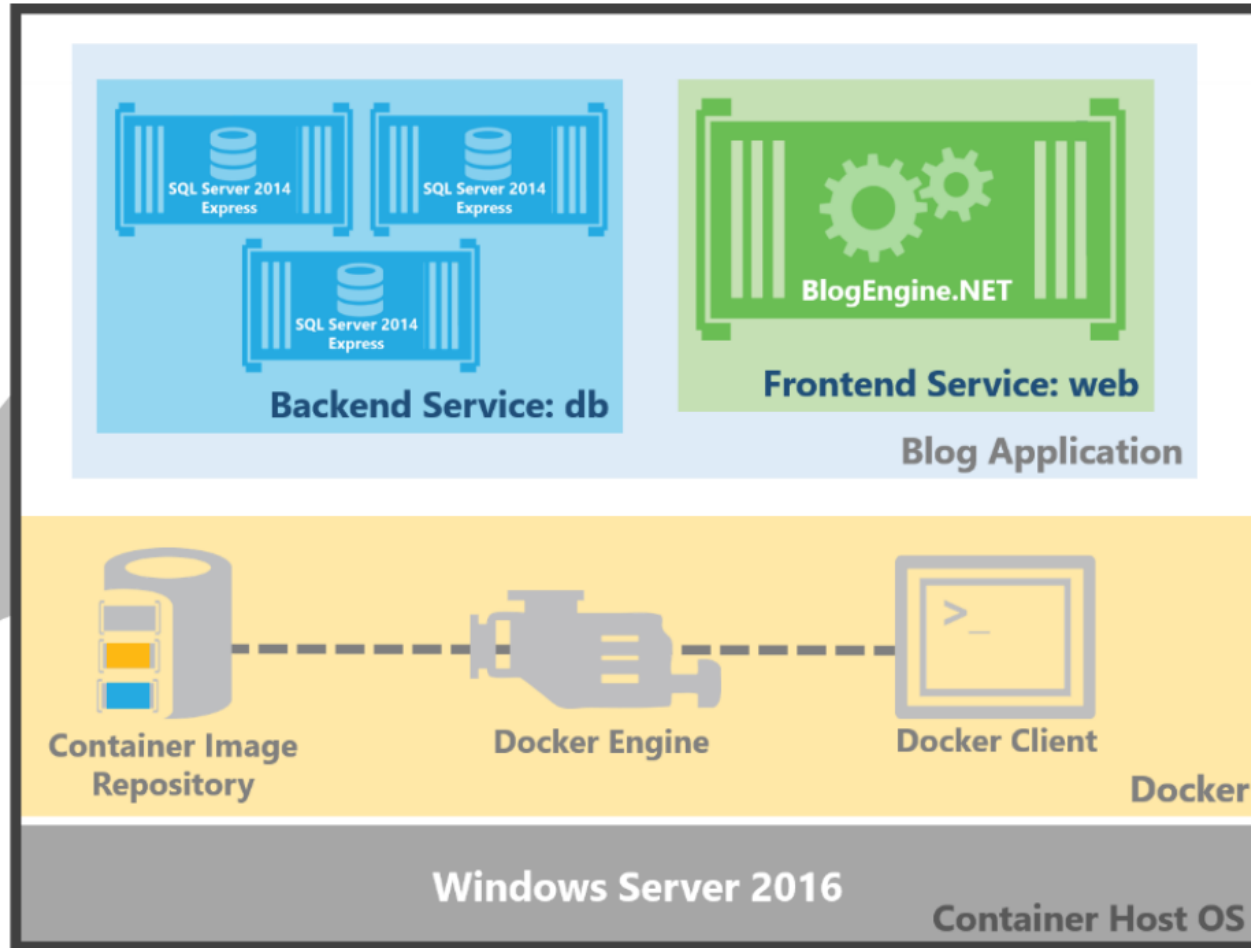 SQL Server 2014
Express
SQL Server 2014
Express
SQL Server 2014
Express
Backend Service: db
BlogEngine.NET
Frontend Service: web
Blog Application
>_
Container Image
Repository
Docker Engine
Docker Client
Docker
Windows Server 2016
Container Host OS